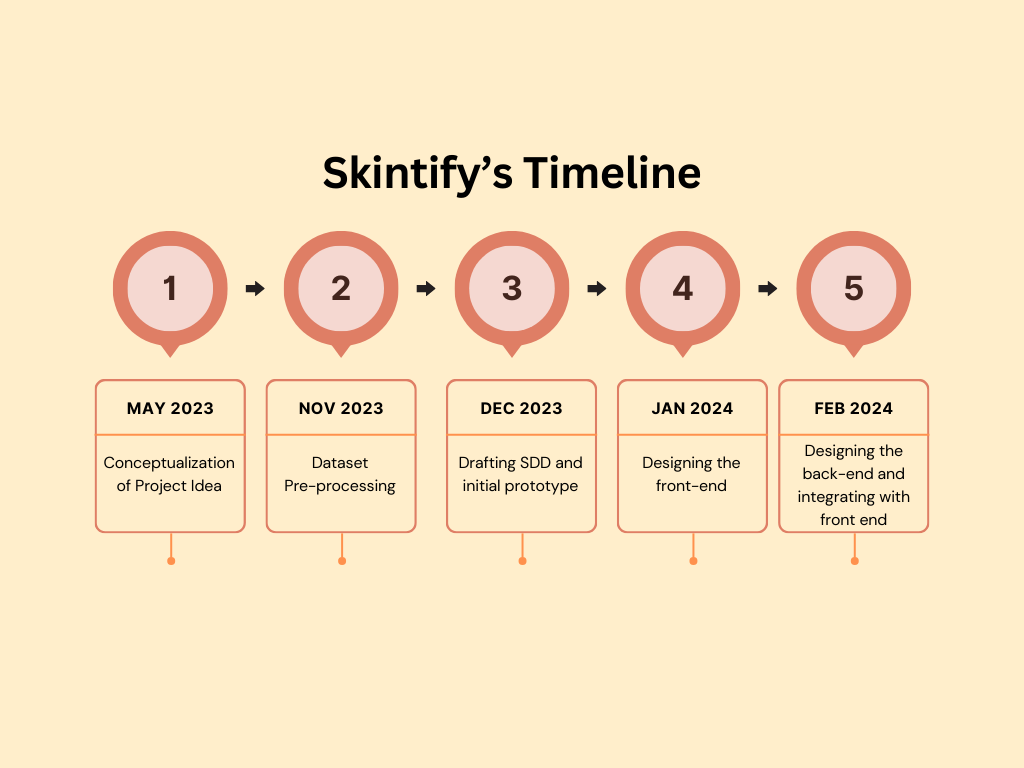 Skintify’s Timeline
1
2
3
4
5
MAY 2023
Conceptualization
of Project Idea
NOV 2023
Dataset
Pre-processing
DEC 2023
Drafting SDD and
initial prototype
JAN 2024
Designing the
front-end
FEB 2024
Designing the
back-end and
integrating with
front end